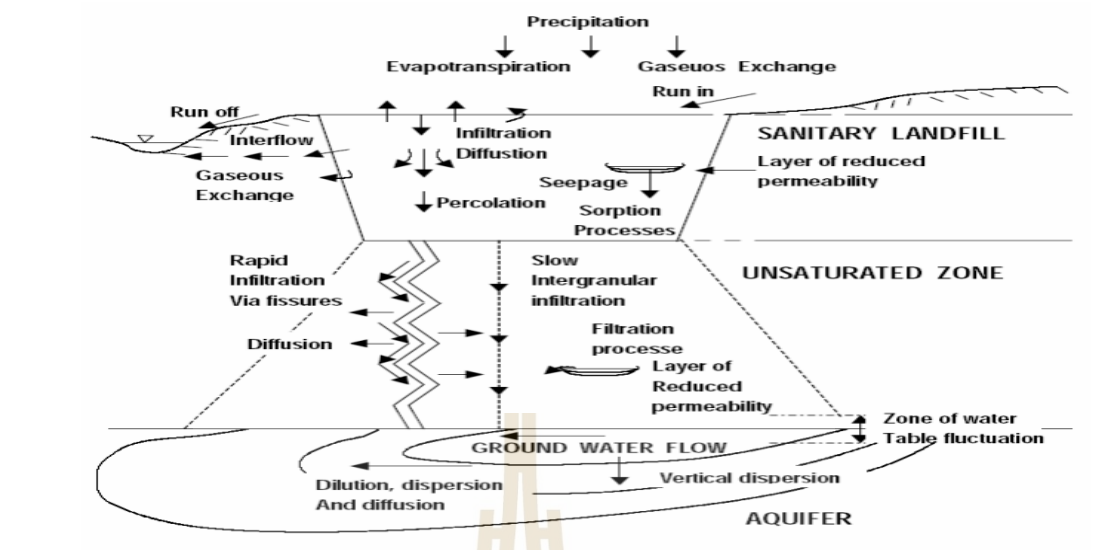 Precipitation
Evapotranspiration
Gaseuos Exchange
Run in
Run off
Infiltration
Diffustion
Interflow
SANITARY LANDFILL
Layer of reduced
permeability
Gaseous
Exchange
Seepage
Percolation
Sorption
Processes
Rapid
Infiltration
Via fissures
Slow
Intergranular
infiltration
UNSATURATED ZONE
Diffusion
Filtration
processe
Layer of
Reduced
permeability
Zone of water
Table fluctuation
GROUND WATER FLOW
Dilution, dispersion
And diffusion
Vertical dispersion
AQUIFER